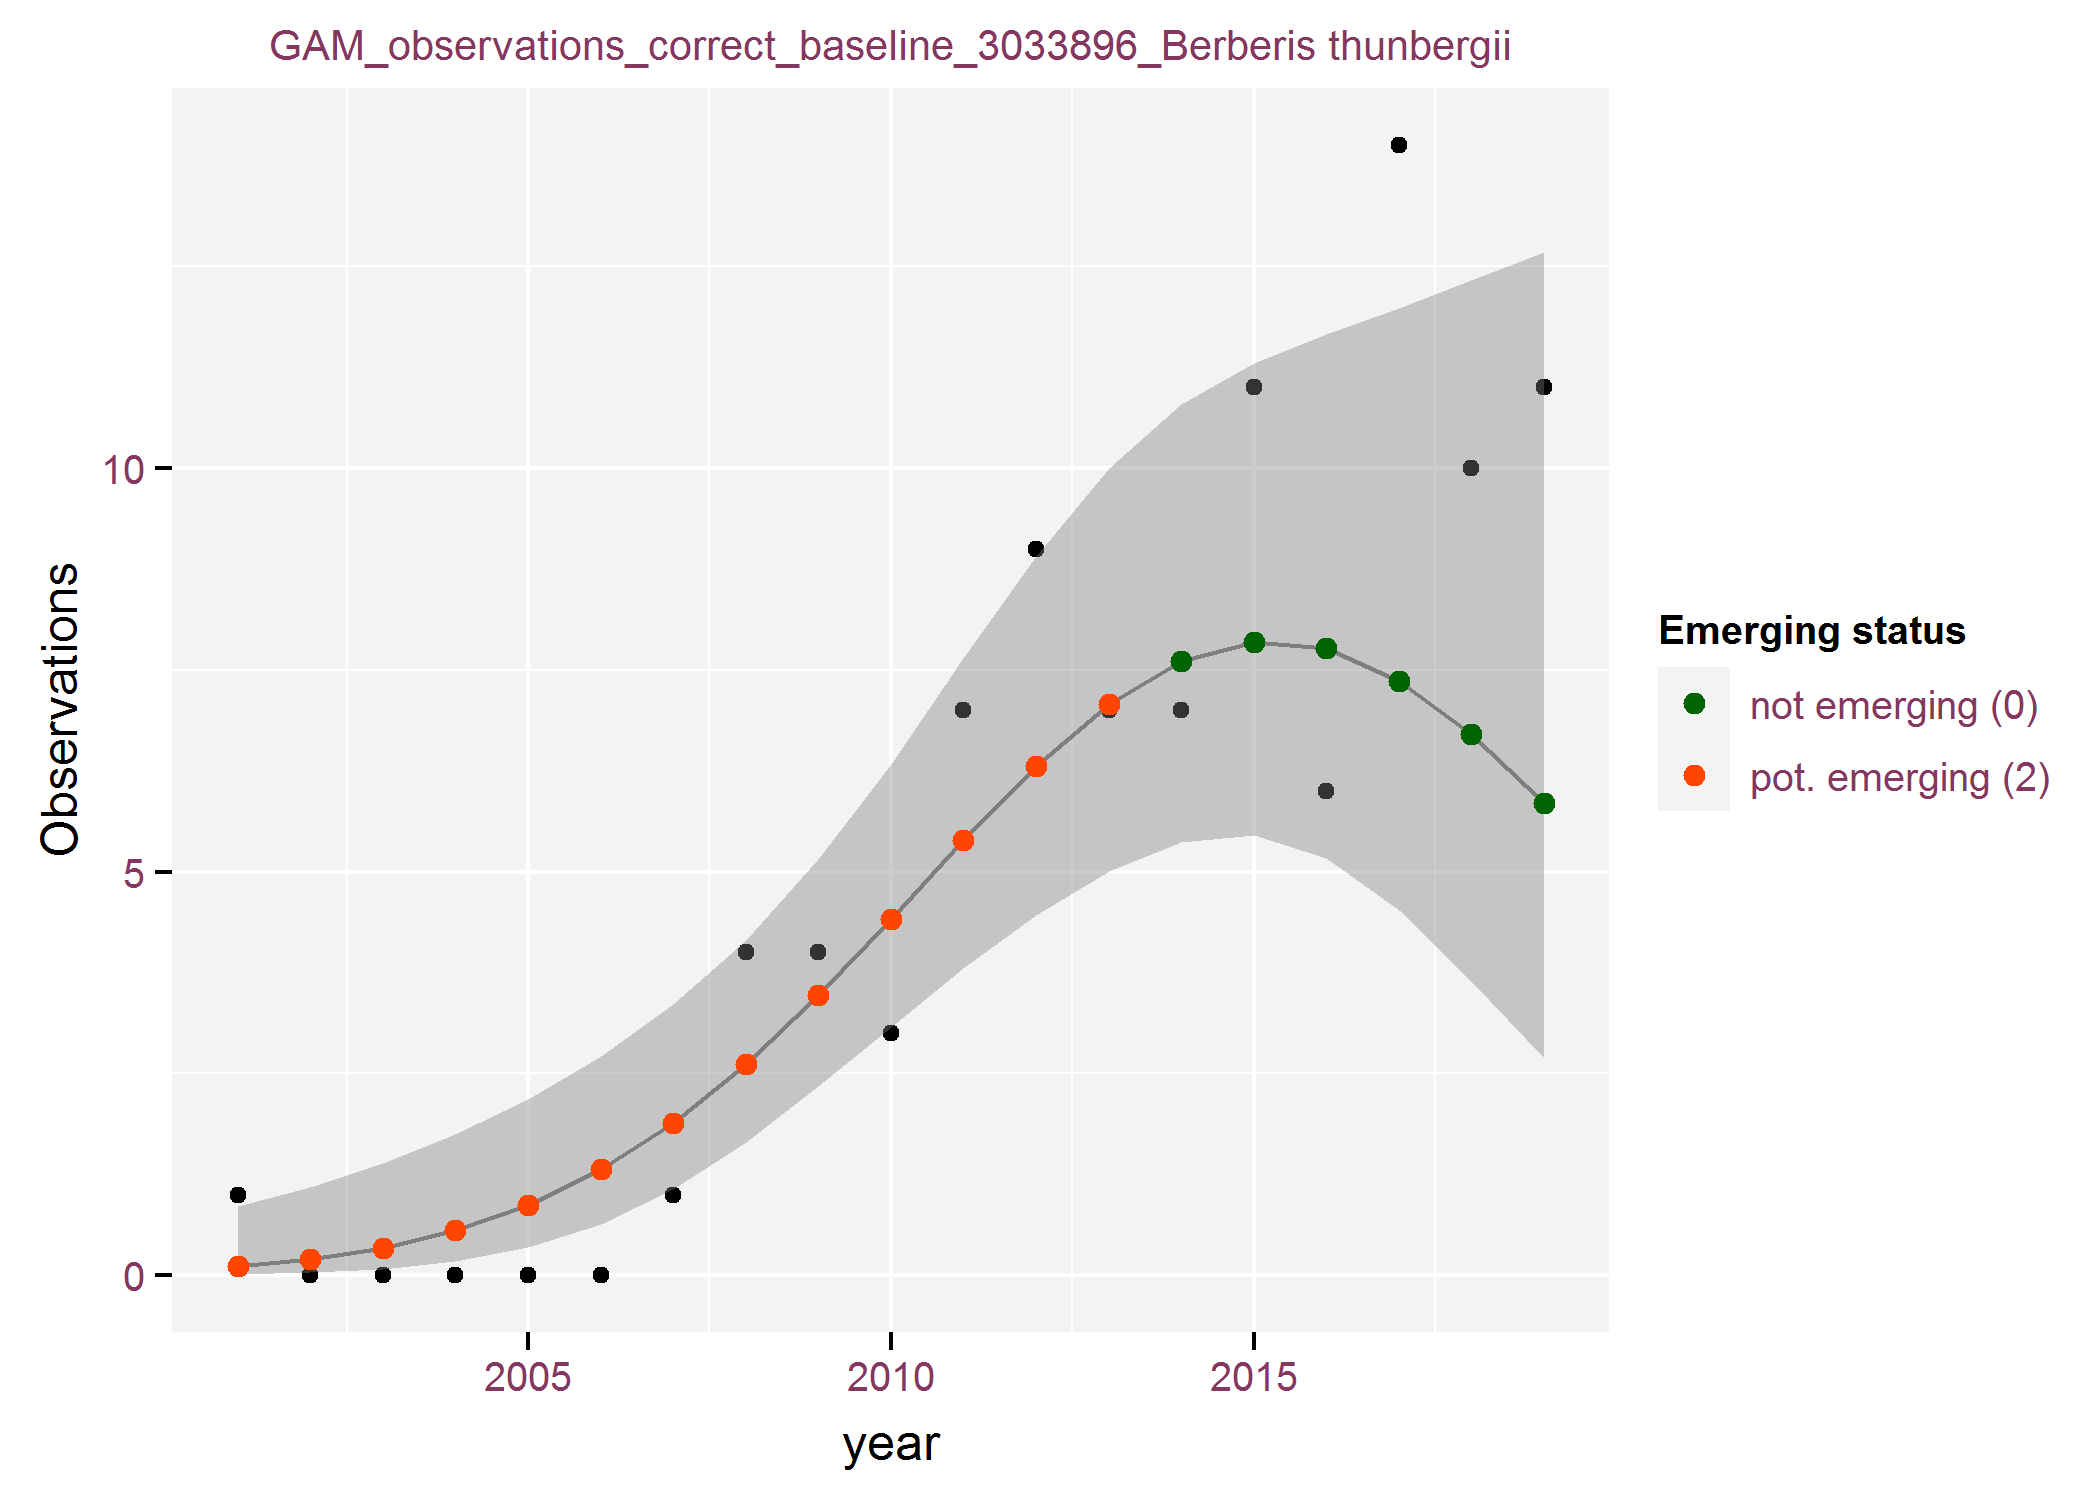 GAM_observations_correct_baseline_3033896_Berberis thunbergii
Observations
10
5
0
2005
2010
2015
year
Emerging status
not emerging (0)
pot. emerging (2)